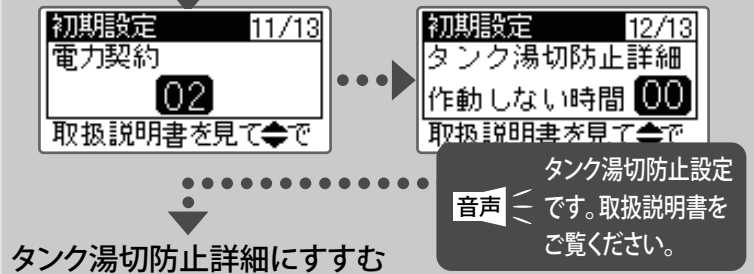 初期設定 11/13
電力契約
02
取扱説明書を見て◆で
初期設定 12/13
タンク湯切防止詳細
作動しない時間 00
取扱説明書を見て◆で
音声
タンク湯切防止設定
です。取扱説明書を
ご覧ください。
タンク湯切防止詳細にすすむ